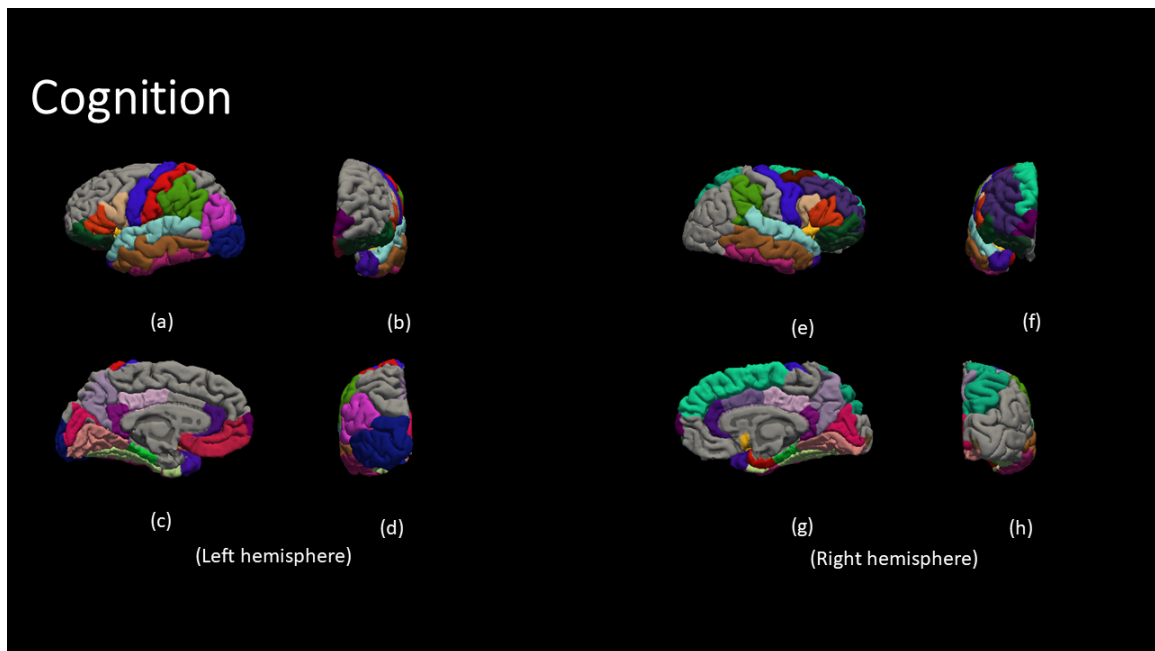 Cognition
(a)
(b)
(e)
(f)
(c)
(d)
(g)
(h)
(Left hemisphere)
(Right hemisphere)